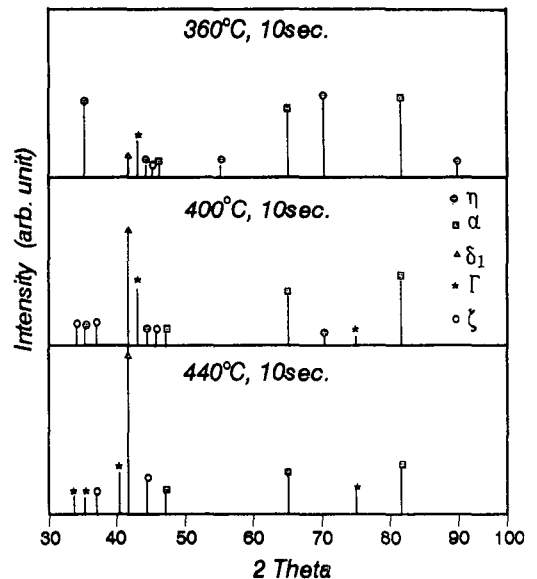 360°C, 10sec.
400°C, 10sec.
η
α
δ1
Γ
ζ
440°C, 10sec.
Intensity (arb. unit)
30 40 50 60 70 80 90 100
2 Theta